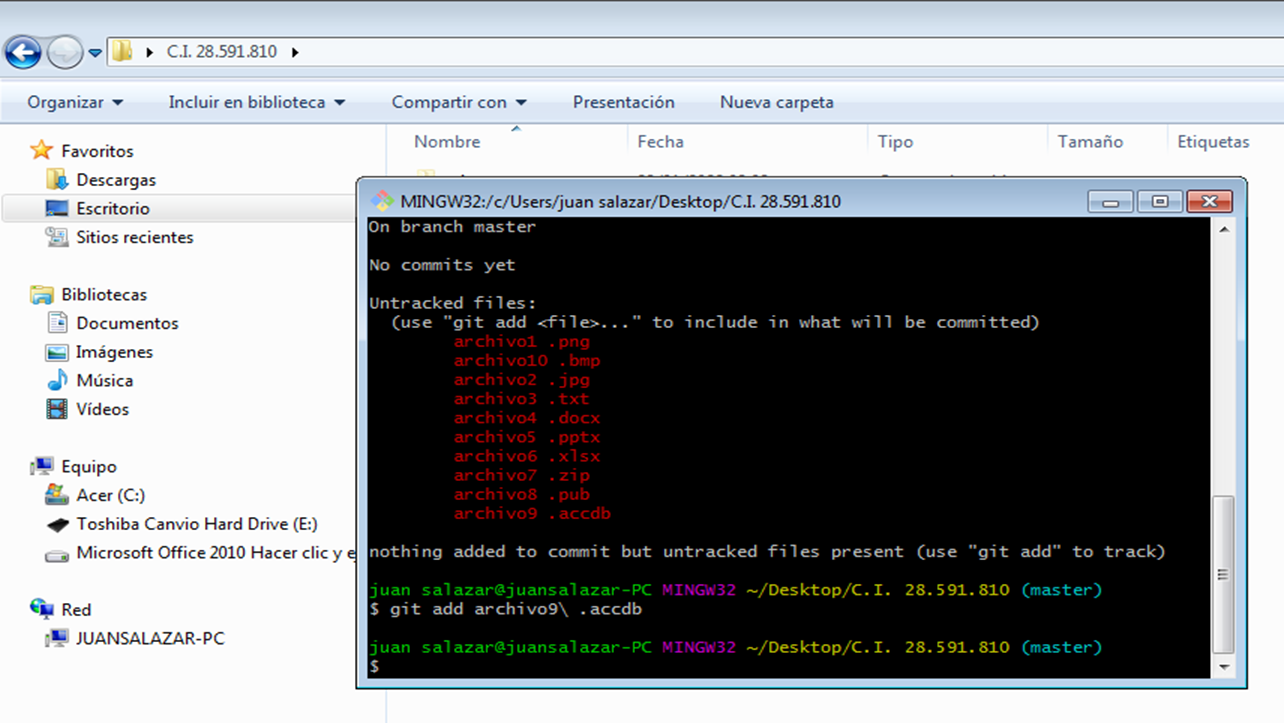 C.I. 28.591.810
Organizar Incluir en biblioteca Compartir con Presentación Nueva carpeta
Nombre Fecha Tipo Tamaño Etiquetas
Favoritos
Descargas
Escritorio
Sitios recientes
Bibliotecas
Documentos
Imágenes
Música
Vídeos
Equipo
Acer (C:)
Toshiba Canvio Hard Drive (E:)
Microsoft Office 2010 Hacer clic y
Red
JUANSALAZAR-PC
MINGW32:/c/Users/juan salazar/Desktop/C.I. 28.591.810
On branch master
No commits yet
Untracked files:
(use "git add <file>..." to include in what will be committed)
archivo1 .png
archivo10 .bmp
archivo2 .jpg
archivo3 .txt
archivo4 .docx
archivo5 .pptx
archivo6 .xlsx
archivo7 .zip
archivo8 .pub
archivo9 .accdb
nothing added to commit but untracked files present (use "git add" to track)
juan salazar@juansalazar-PC MINGW32 ~/Desktop/C.I. 28.591.810 (master)
$ git add archivo9\ .accdb
juan salazar@juansalazar-PC MINGW32 ~/Desktop/C.I. 28.591.810 (master)
$